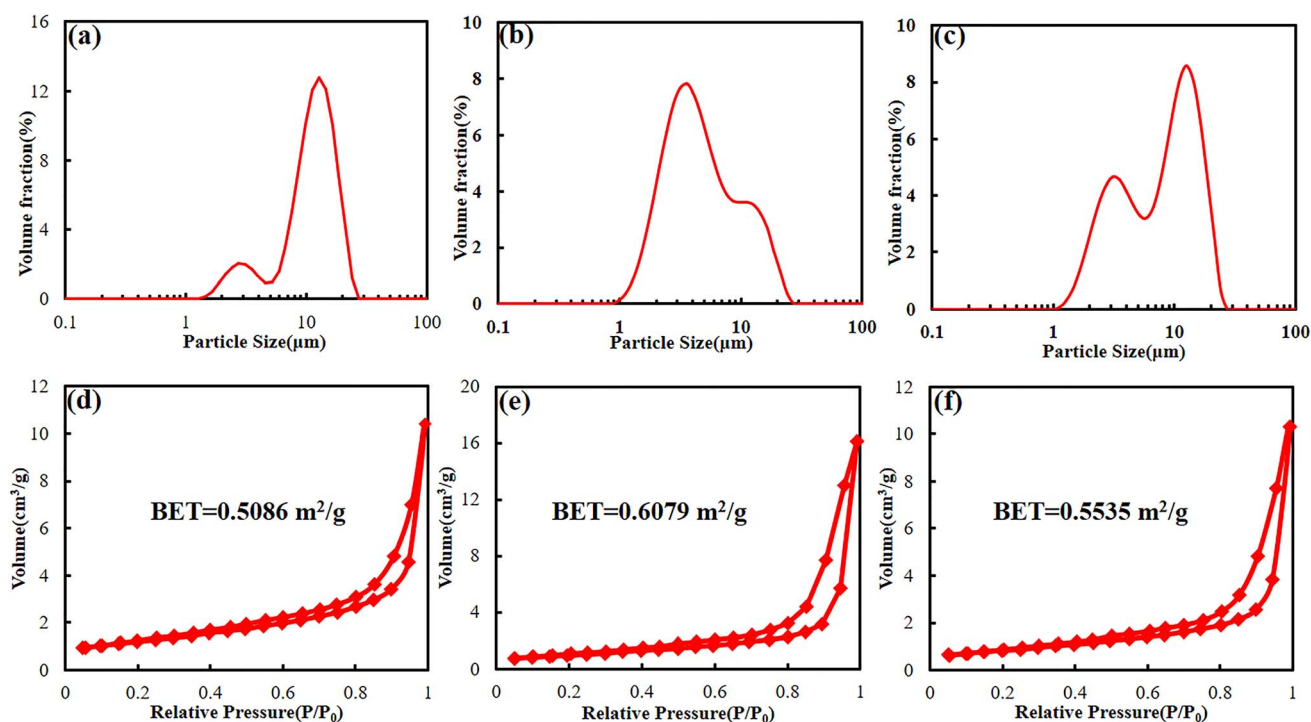 (a)
16
12
8
4
0
0.1 1 10 100
Volume fraction(%)
Particle Size(μm)
(b)
10
8
6
4
2
0
0.1 1 10 100
Volume fraction(%)
Particle Size(μm)
(c)
10
8
6
4
2
0
0.1 1 10 100
Volume fraction(%)
Particle Size(μm)
(d)
12
10
8
6
4
2
0
BET=0.5086 m²/g
0 0.2 0.4 0.6 0.8 1
Volume(cm³/g)
Relative Pressure(P/P₀)
(e)
20
16
12
8
4
0
BET=0.6079 m²/g
0 0.2 0.4 0.6 0.8 1
Volume(cm³/g)
Relative Pressure(P/P₀)
(f)
12
10
8
6
4
2
0
BET=0.5535 m²/g
0 0.2 0.4 0.6 0.8 1
Volume(cm³/g)
Relative Pressure(P/P₀)